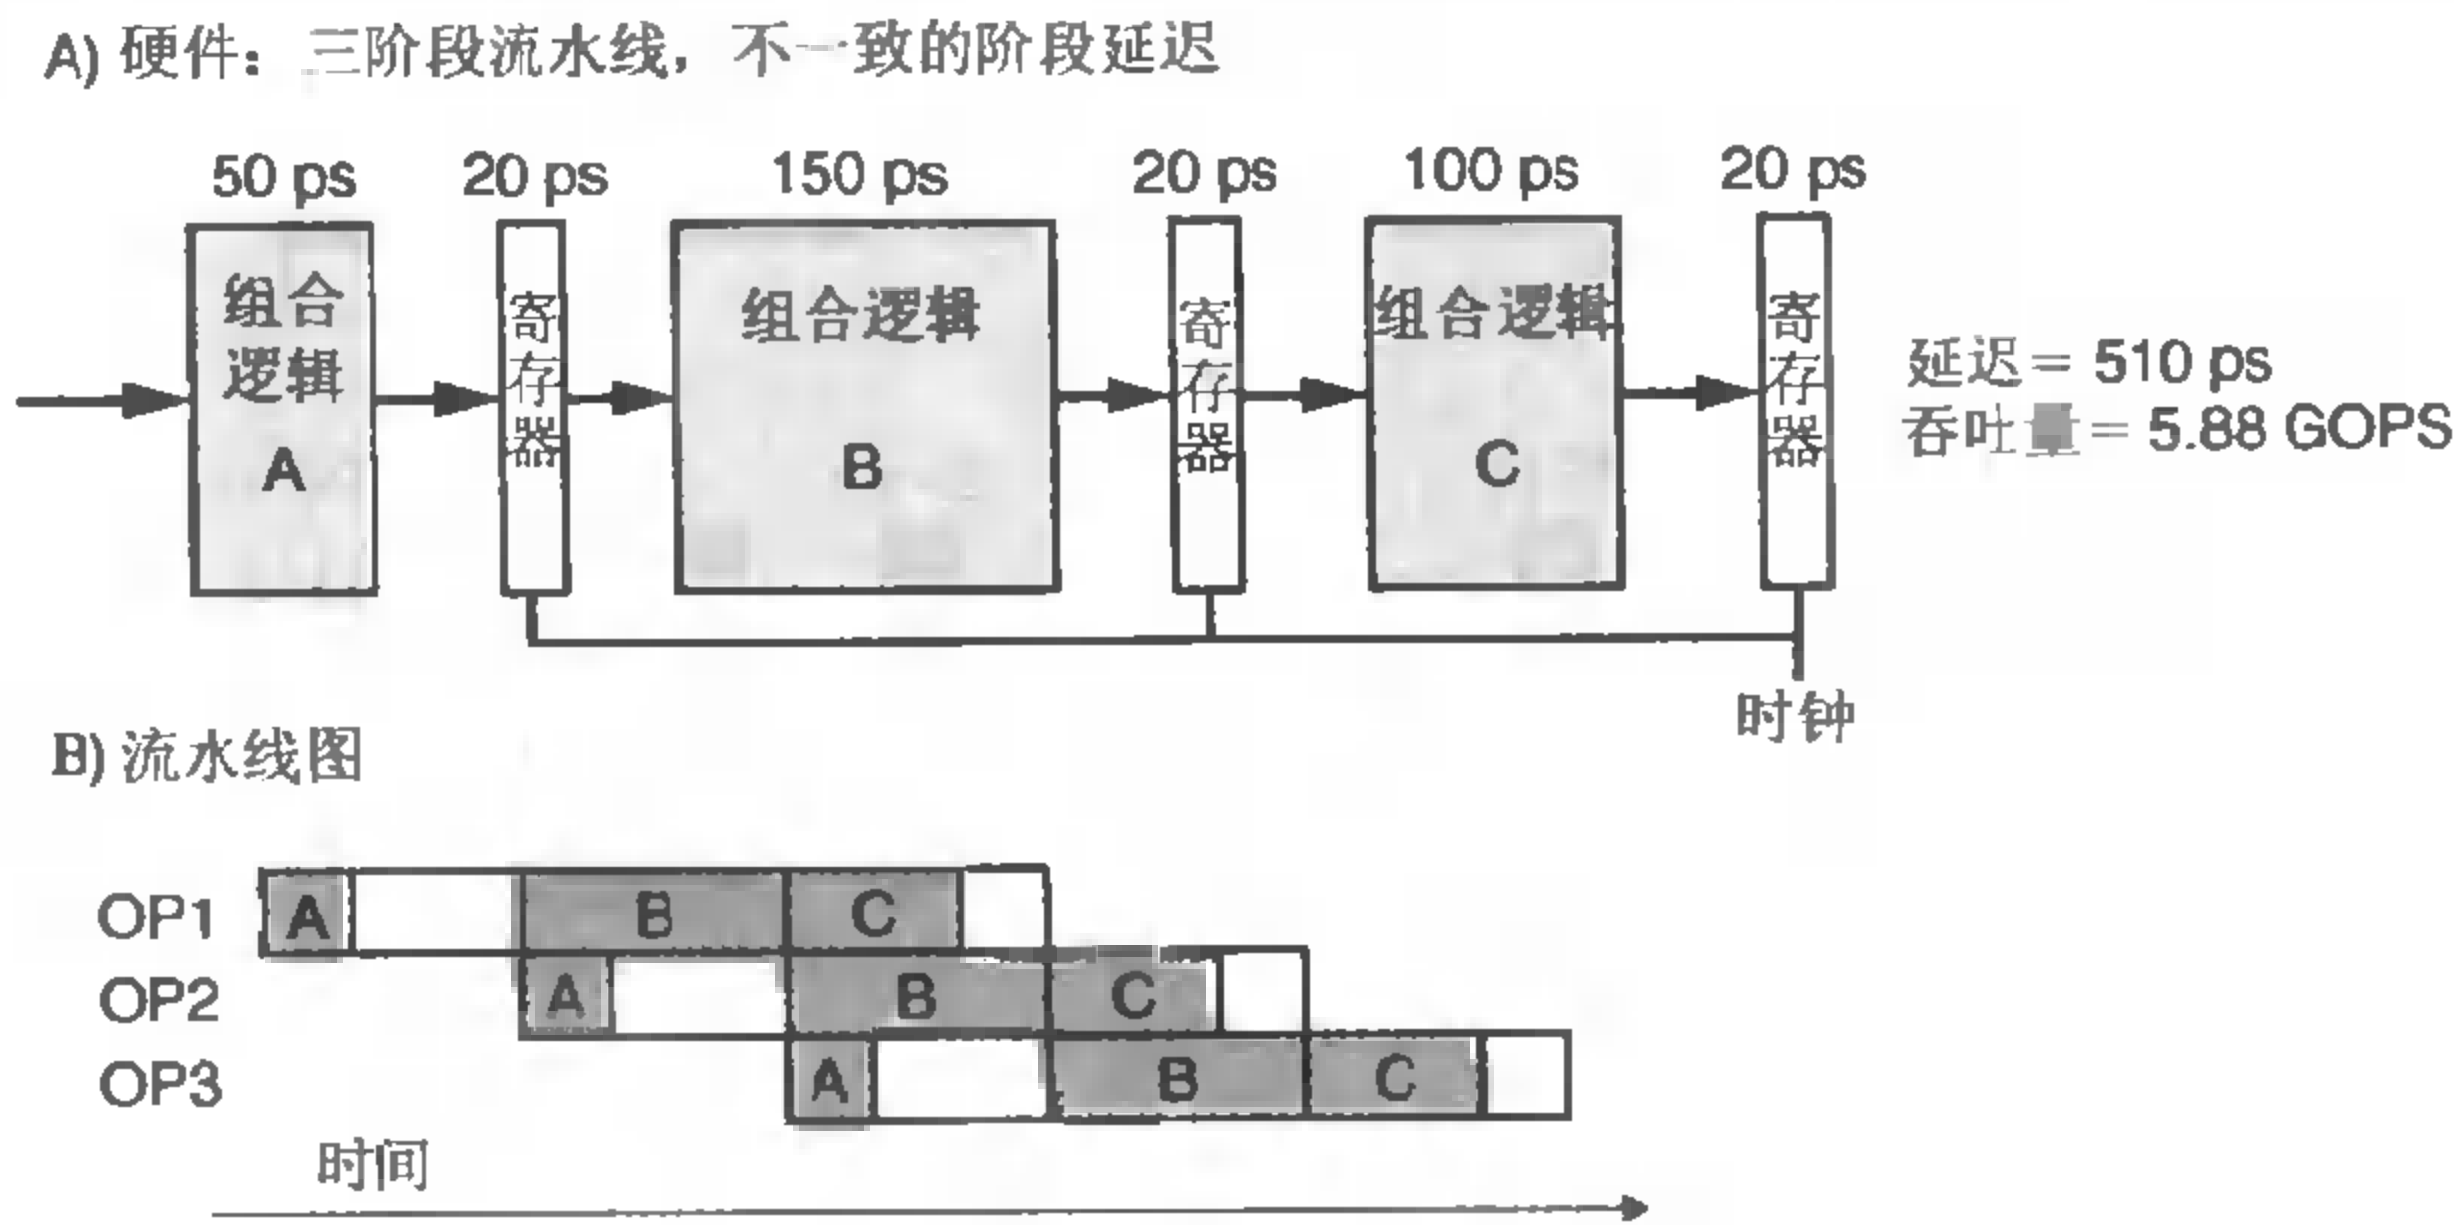 A) 硬件：三阶段流水线，不一致的阶段延迟
50 ps 20 ps 150 ps 20 ps 100 ps 20 ps
组合
逻辑
A
寄存器
组合逻辑
B
寄存器
组合逻辑
C
寄存器
延迟＝ 510 ps
吞吐量＝ 5.88 GOPS
时钟
B) 流水线图
OP1 A B C
OP2 A B C
OP3 A B C
时间